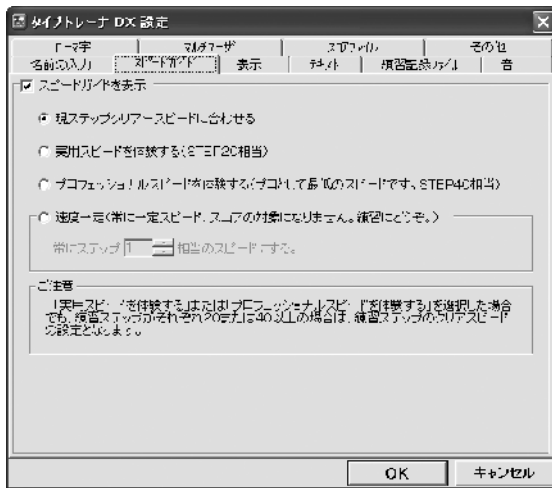 タイプトレーナ DX 設定
ローマ字 マルチユーザ スコアファイル その他
名前の入力 スピードガイド 表示 テキスト 練習記録ファイル 音
スピードガイドを表示
現ステップクリアースピードに合わせる
実用スピードを体験する(STEP20相当)
プロフェッショナルスピードを体験する(プロとして最低のスピードです。STEP40相当)
速度一定(常に一定スピード、スコアの対象になりません。練習にどうぞ。)
常にステップ 1 相当のスピードにする。
ご注意
「実用スピードを体験する」または「プロフェッショナルスピードを体験する」を選択した場合
でも、練習ステップがそれぞれ20または40以上の場合は、練習ステップのクリアスピード
の設定となります。
OK キャンセル